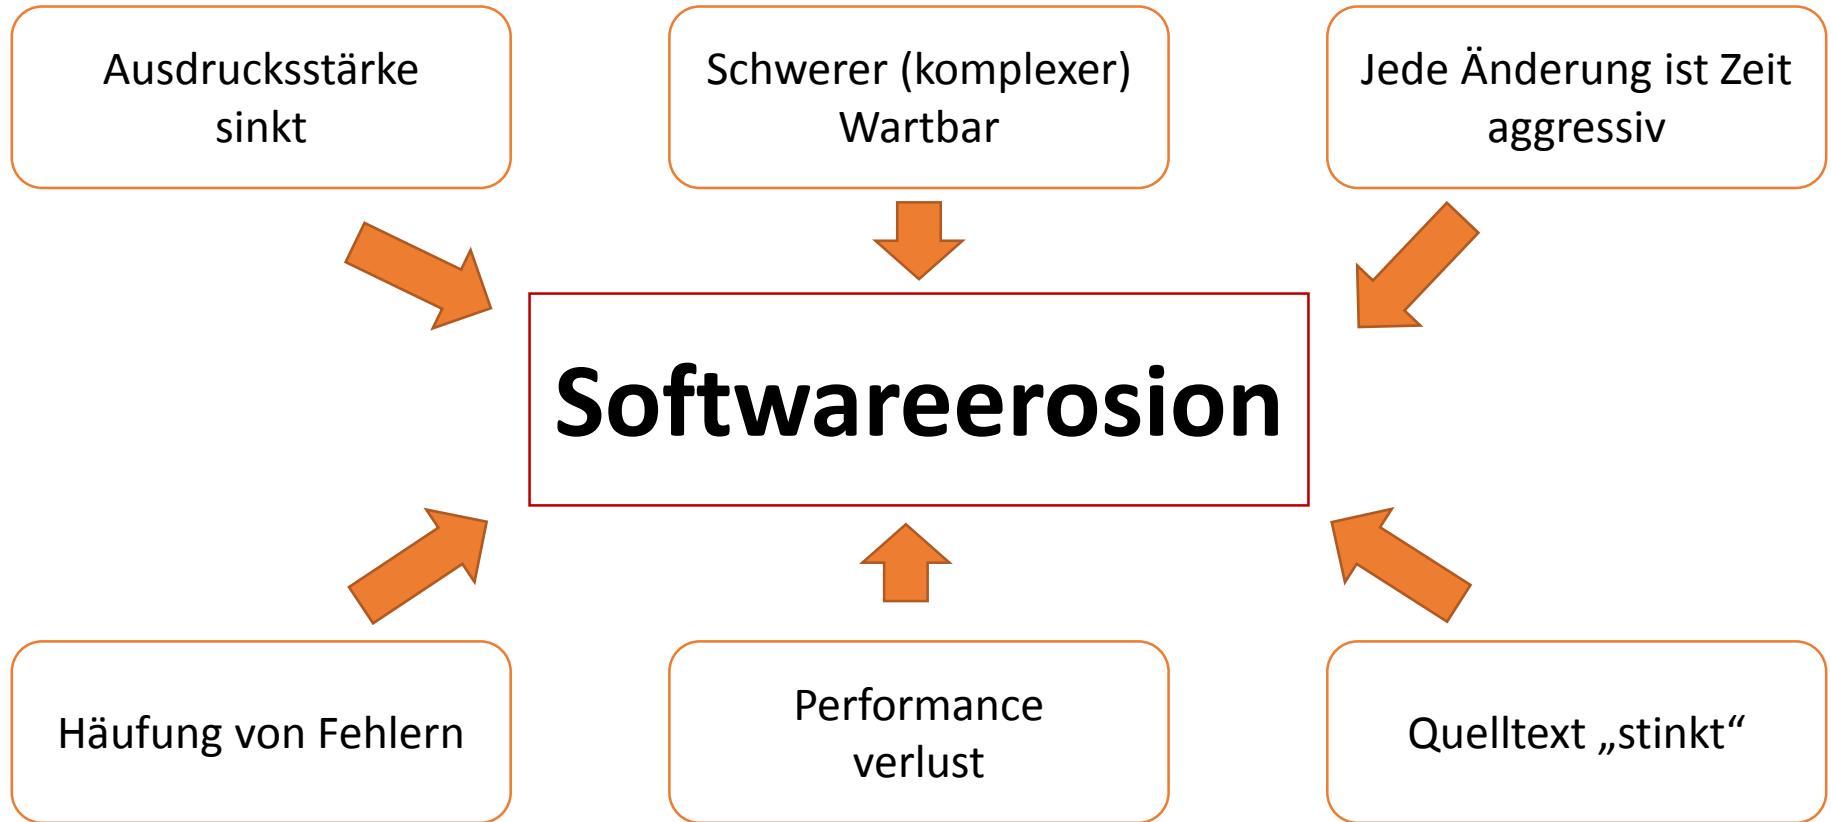 Ausdrucksstärke
sinkt
Schwerer (komplexer)
Wartbar
Jede Änderung ist Zeit
aggressiv
Softwareerosion
Häufung von Fehlern
Performance
verlust
Quelltext „stinkt“